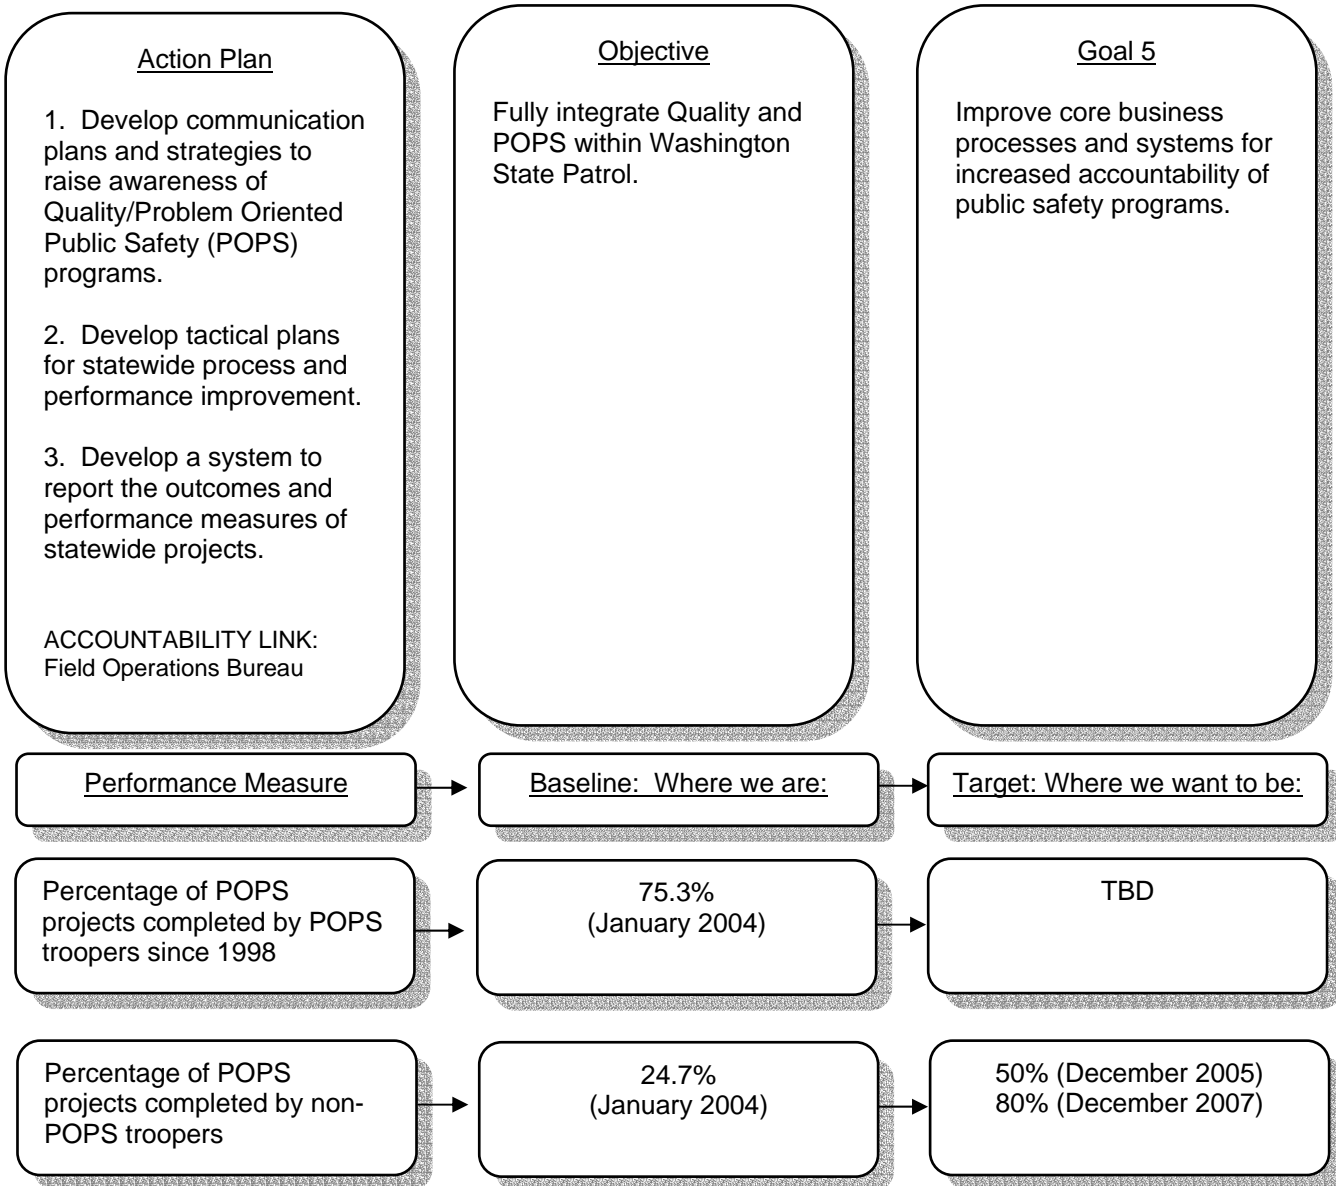 Action Plan
1. Develop communication
plans and strategies to
raise awareness of
Quality/Problem Oriented
Public Safety (POPS)
programs.
2. Develop tactical plans
for statewide process and
performance improvement.
3. Develop a system to
report the outcomes and
performance measures of
statewide projects.
ACCOUNTABILITY LINK:
Field Operations Bureau
Objective
Fully integrate Quality and
POPS within Washington
State Patrol.
Goal 5
Improve core business
processes and systems for
increased accountability of
public safety programs.
Performance Measure
Baseline: Where we are:
Target: Where we want to be:
Percentage of POPS
projects completed by POPS
troopers since 1998
75.3%
(January 2004)
TBD
Percentage of POPS
projects completed by non-
POPS troopers
24.7%
(January 2004)
50% (December 2005)
80% (December 2007)